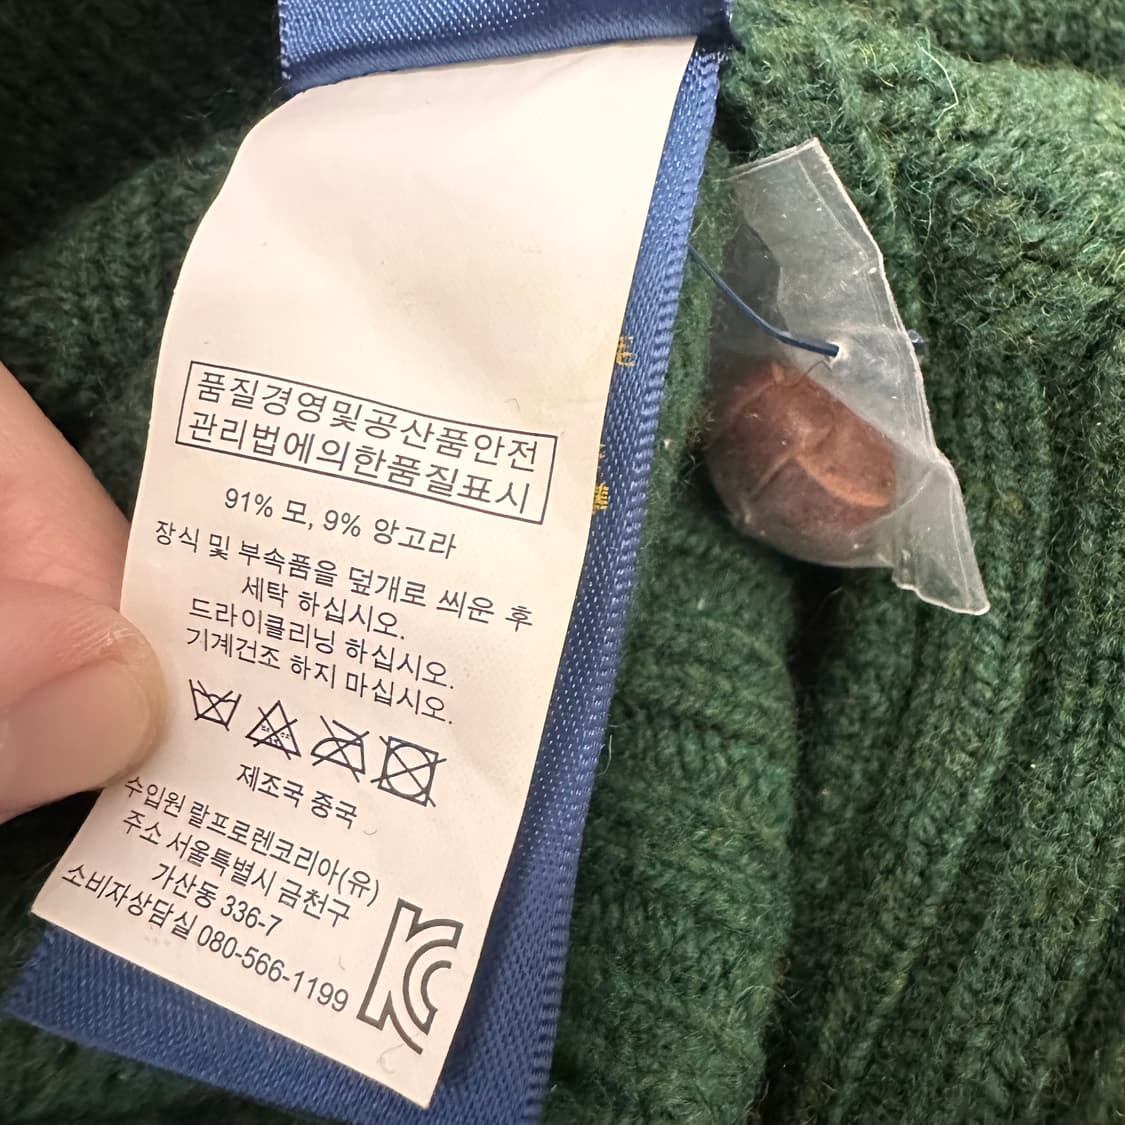 품질경영및공산품안전
관리법에의한품질표시
91% 모, 9% 앙고라
장식 및 부속품을 덮개로 씌운 후
세탁 하십시오.
드라이클리닝 하십시오.
기계건조 하지 마십시오.
제조국 중국
수입원 랄프로렌코리아(유)
주소 서울특별시 금천구
가산동 336-7
소비자상담실 080-566-1199
KC